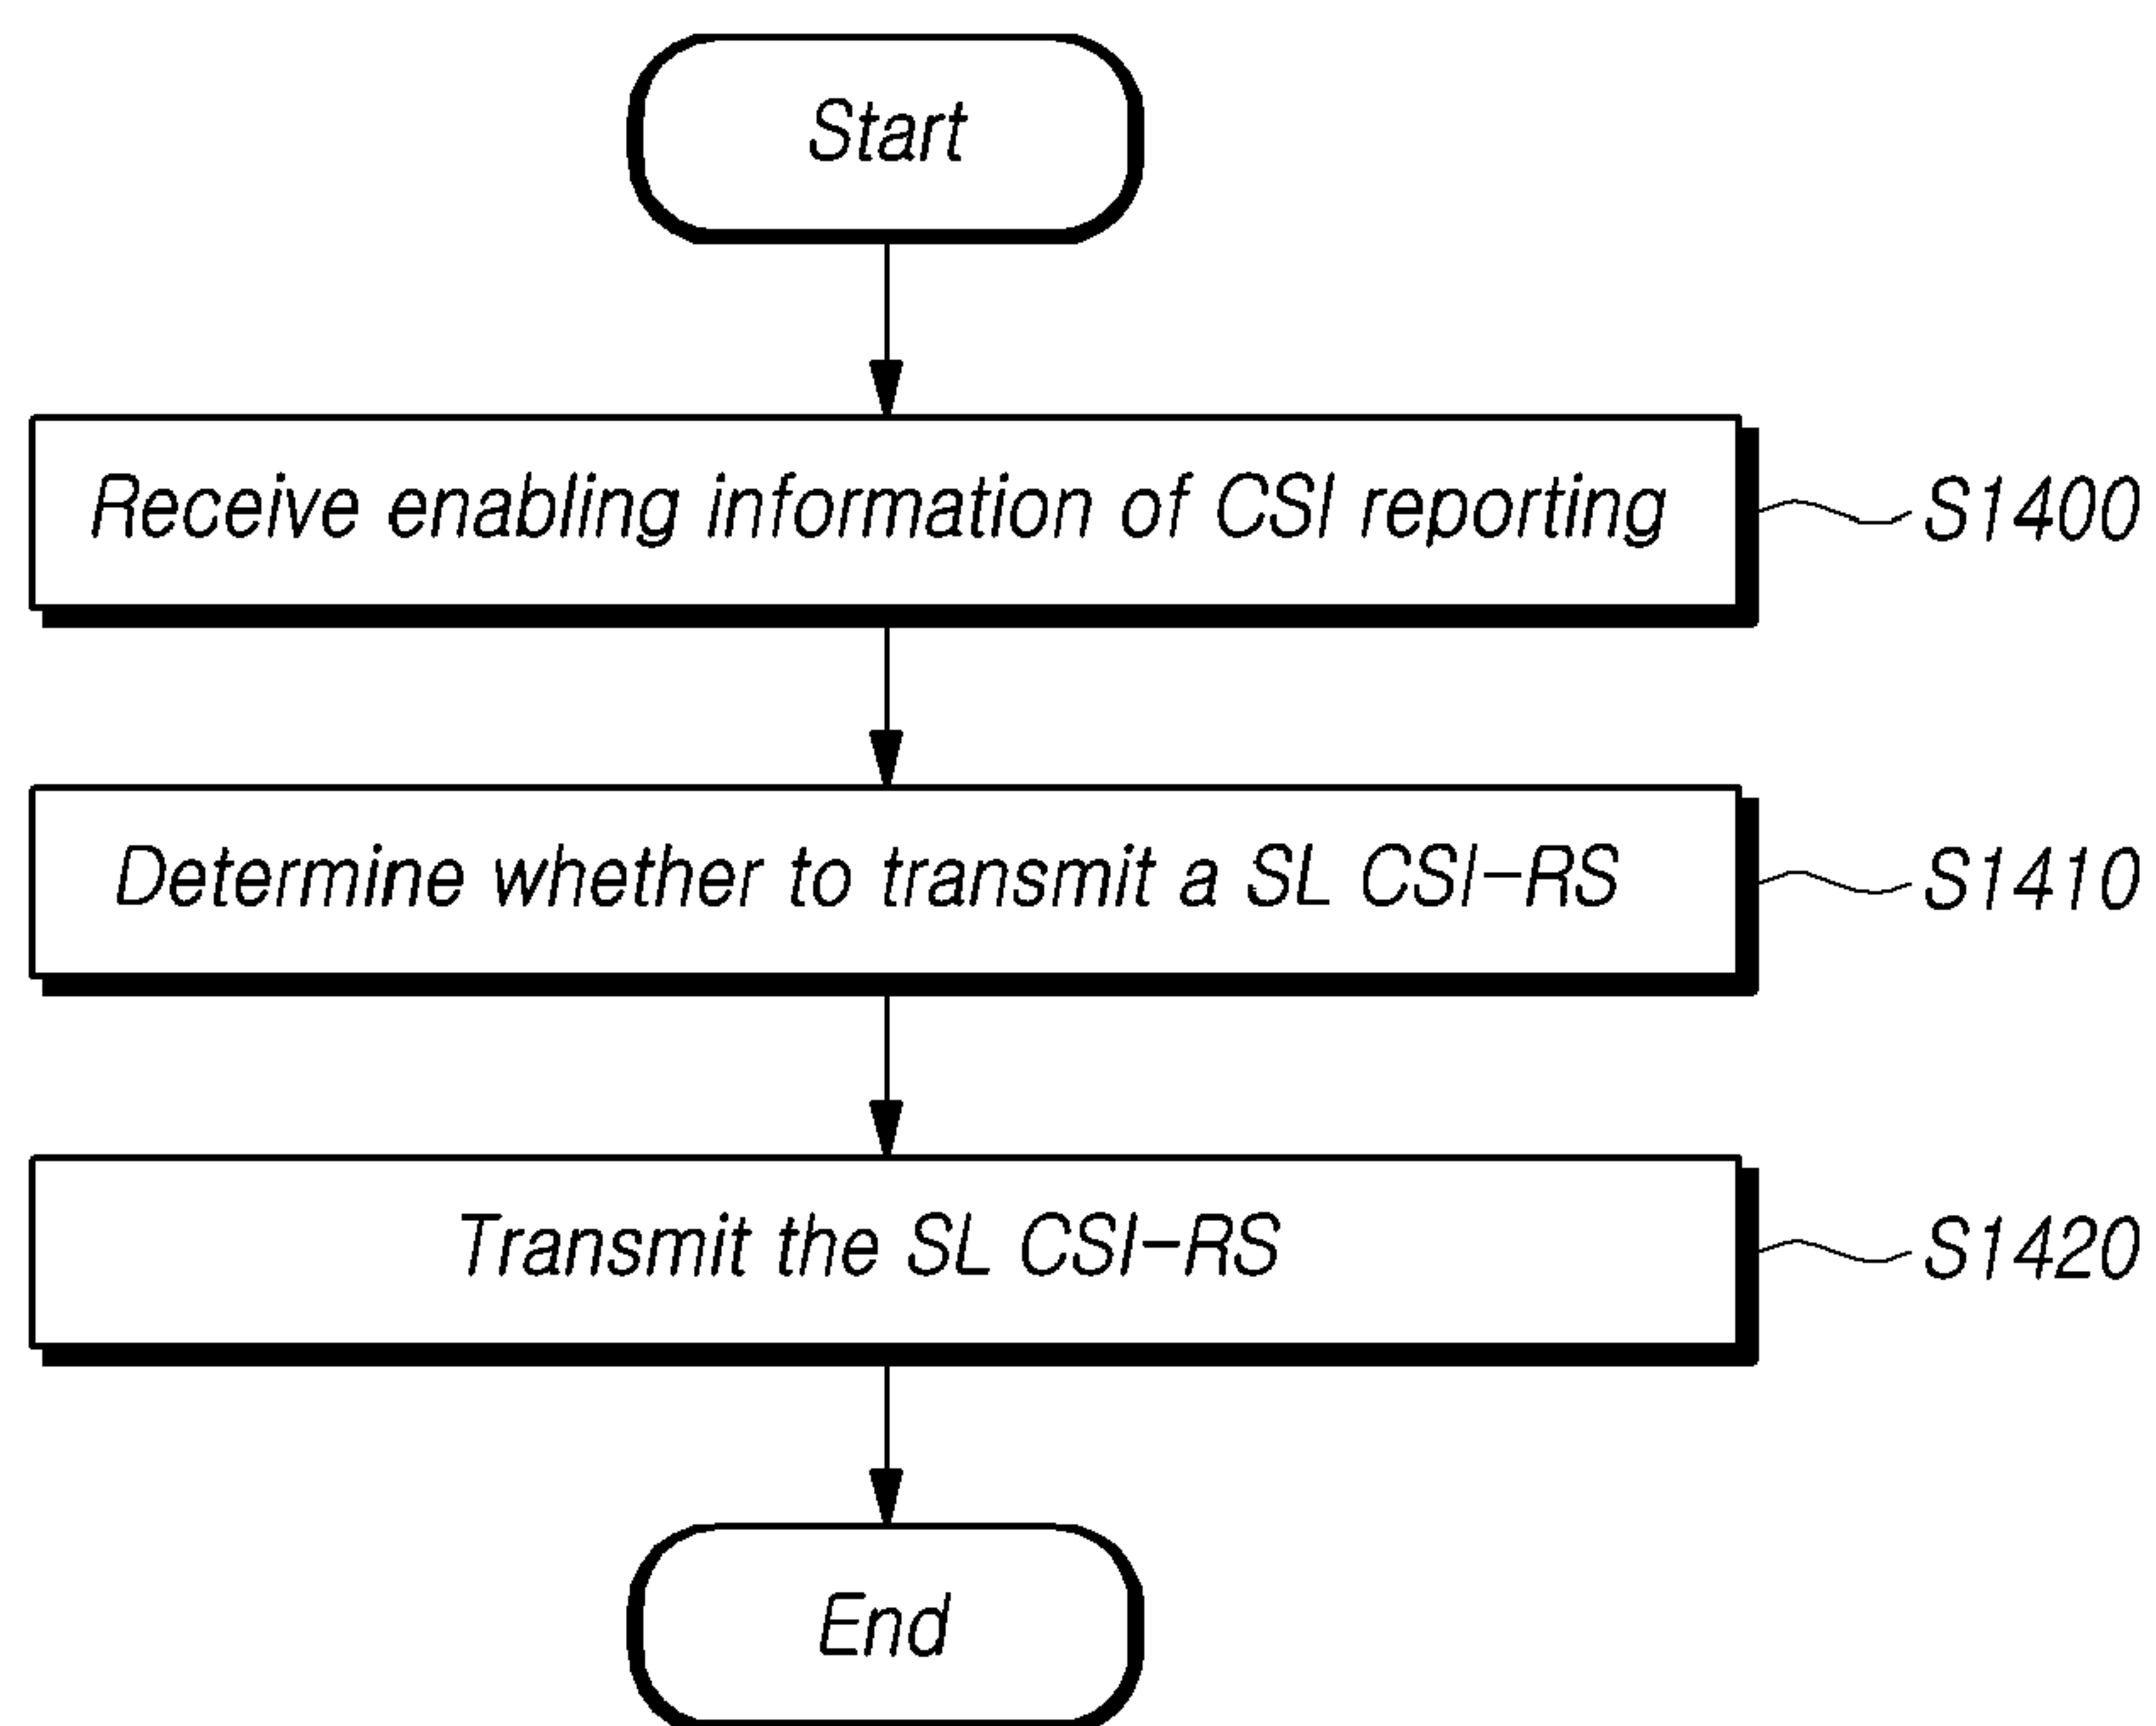 Start
Receive enabling information of CSI reporting
S1400
Determine whether to transmit a SL CSI-RS
S1410
Transmit the SL CSI-RS
S1420
End